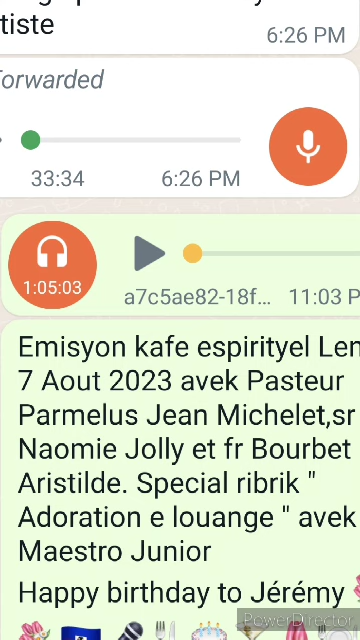 tiste
6:26 PM
Forwarded
33:34 6:26 PM
1:05:03
a7c5ae82-18f... 11:03 P
Emisyon kafe espirityel Len
7 Aout 2023 avek Pasteur
Parmelus Jean Michelet,sr
Naomie Jolly et fr Bourbet
Aristilde. Special ribrik "
Adoration e louange " avek
Maestro Junior
Happy birthday to Jérémy
PowerDirector